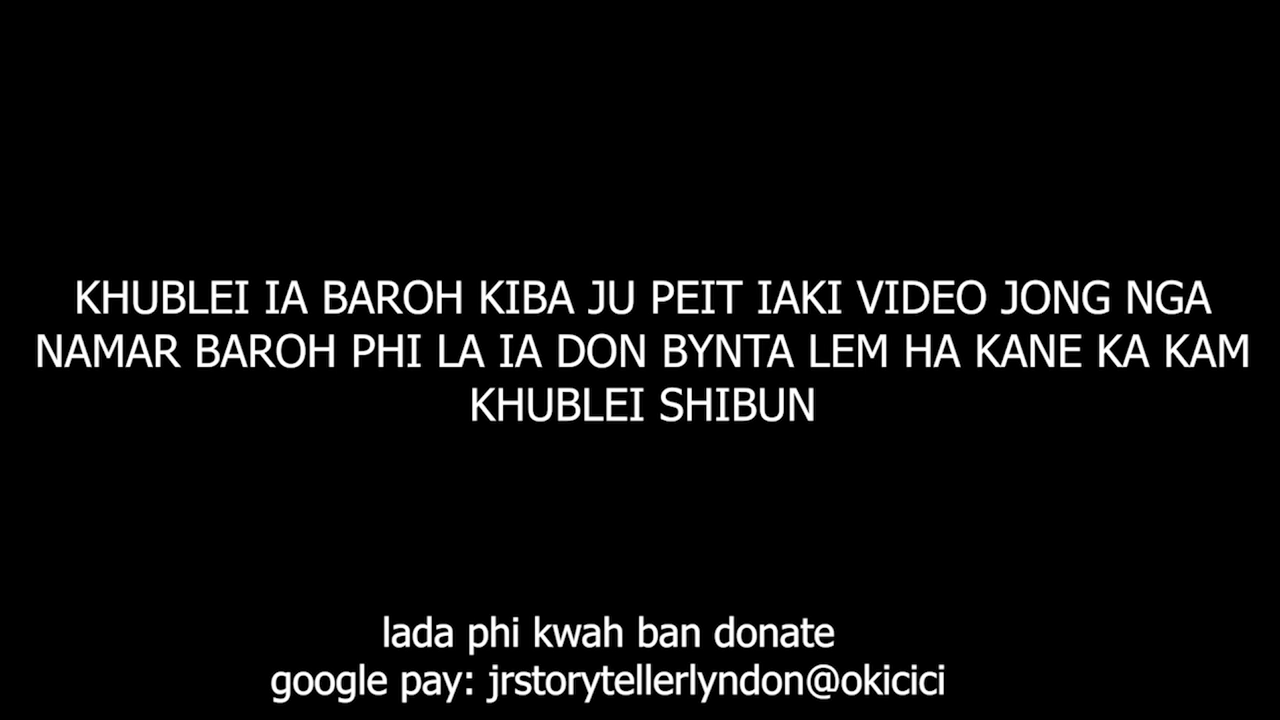 KHUBLEI IA BAROH KIBA JU PEIT IAKI VIDEO JONG NGA
NAMAR BAROH PHI LA IA DON BYNTA LEM HA KANE KA KAM
KHUBLEI SHIBUN
lada phi kwah ban donate
google pay: jrstorytellerlyndon@okicici